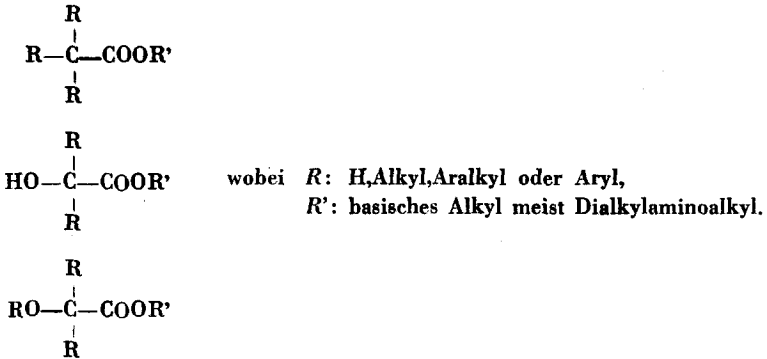 R
R—C—COOR’
R
R
HO—C—COOR’
R
wobei R: H,Alkyl,Aralkyl oder Aryl,
R’: basisches Alkyl meist Dialkylaminoalkyl.
R
RO—C—COOR’
R